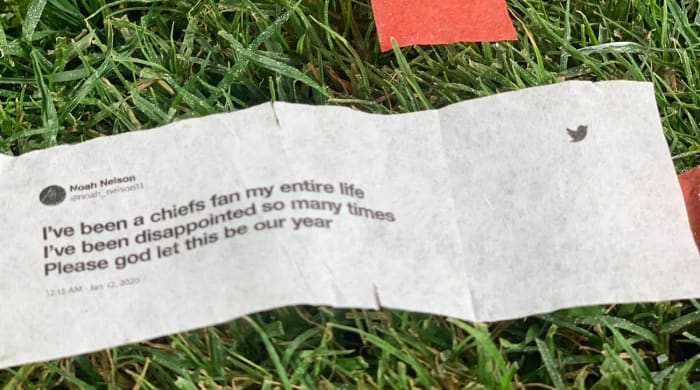 Noah Nelson
@noah_nelson11
I've been a chiefs fan my entire life
I've been disappointed so many times
Please god let this be our year
12:15 AM · Jan 12, 2020